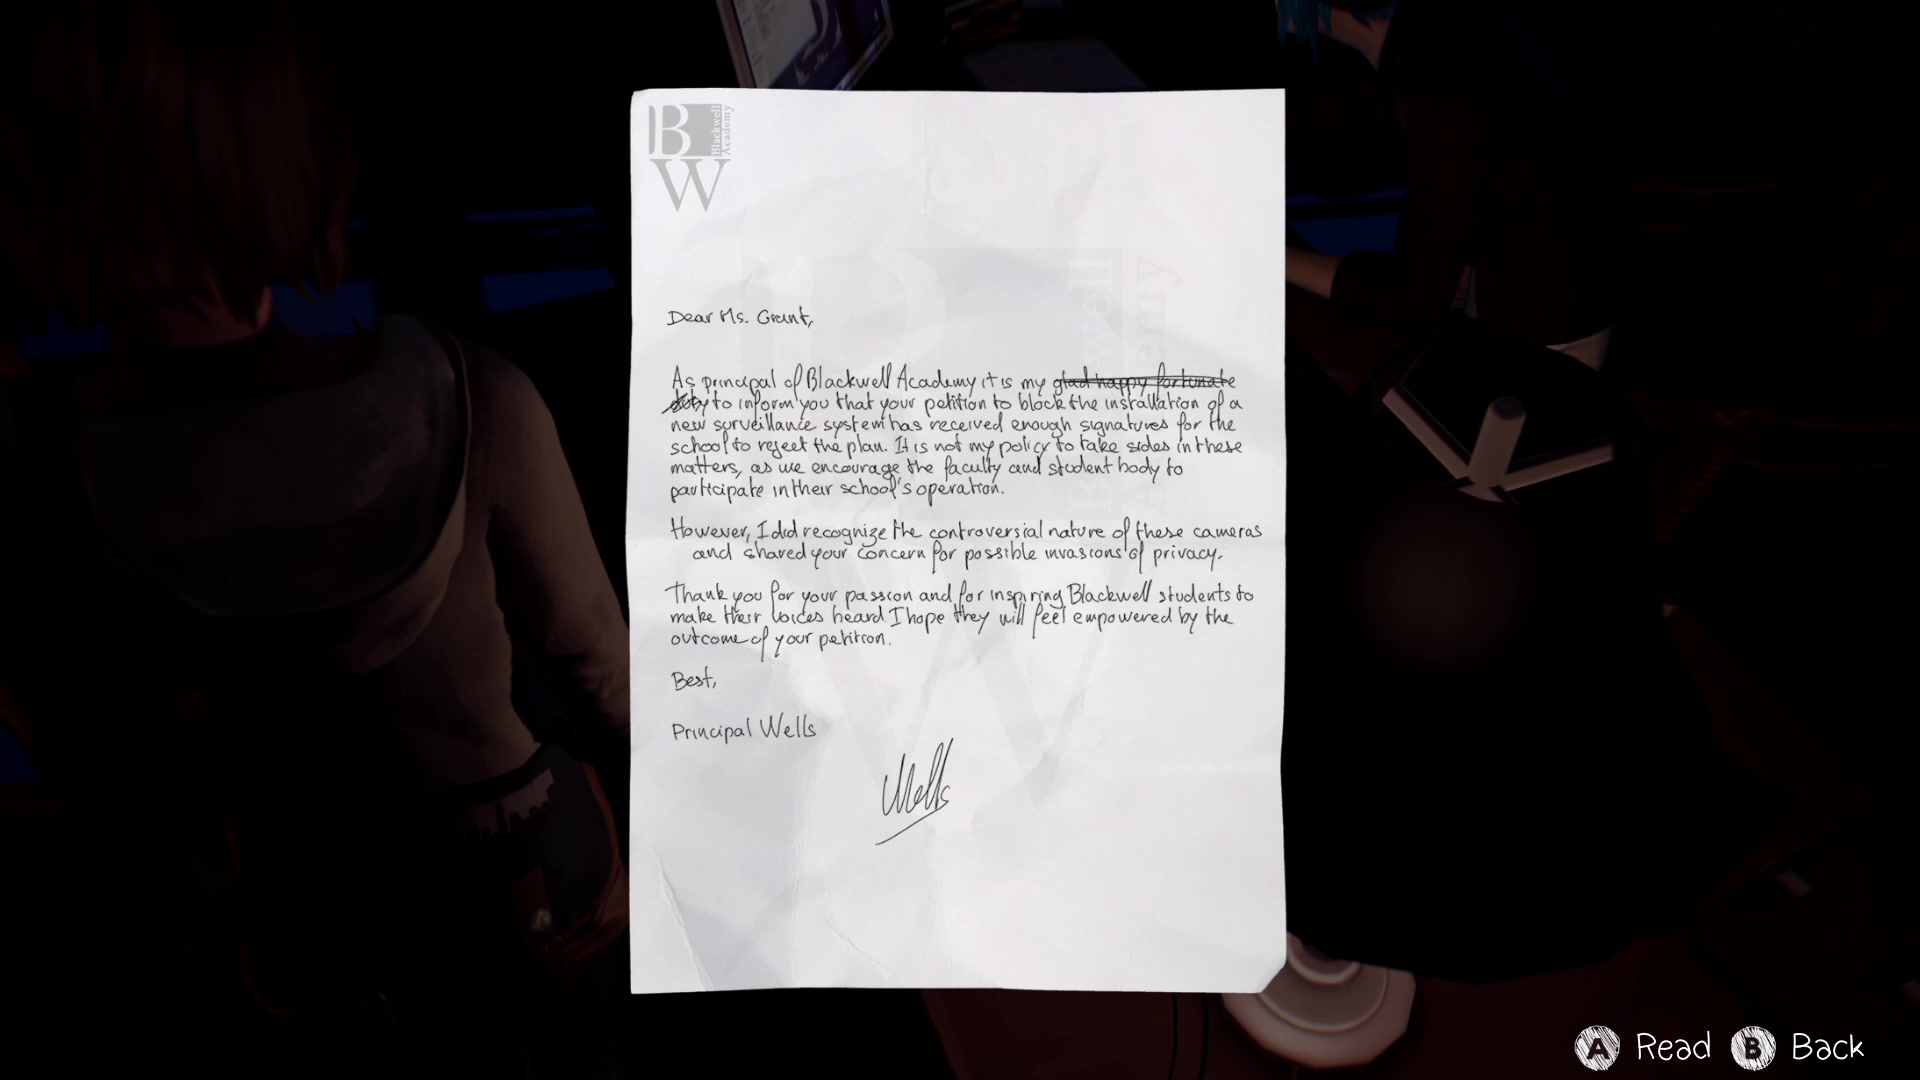 B Blackwell Academy
W
Dear Ms. Grant,
As principal of Blackwell Academy it is my glad happy fortunate
duty to inform you that your petition to block the installation of a
new surveillance system has received enough signatures for the
school to reject the plan. It is not my policy to take sides in these
matters, as we encourage the faculty and student body to
participate in their school's operation.
However, I did recognize the controversial nature of these cameras
and shared your concern for possible invasions of privacy.
Thank you for your passion and for inspiring Blackwell students to
make their voices heard. I hope they will feel empowered by the
outcome of your petition.
Best,
Principal Wells
Wells
A Read B Back